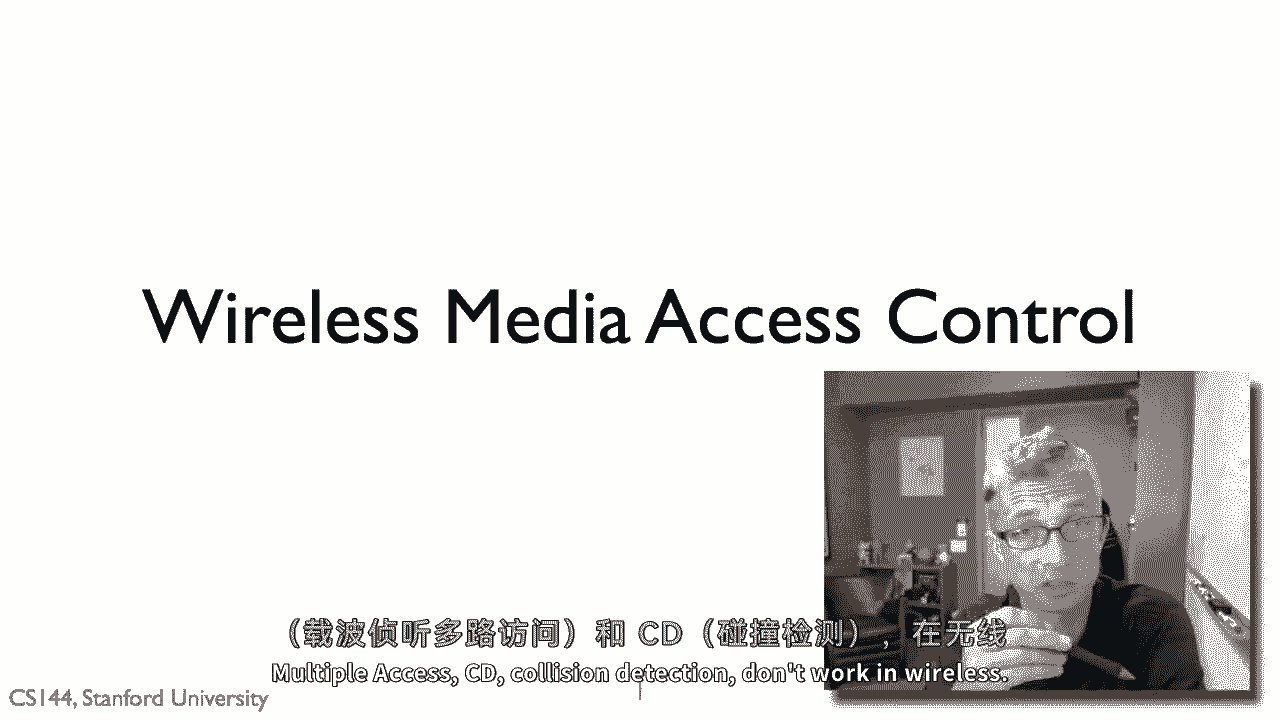 Wireless Media Access Control
（载波侦听多路访问）和 CD（碰撞检测），在无线
Multiple Access, CD, collision detection, don't work in wireless.
CS144, Stanford University